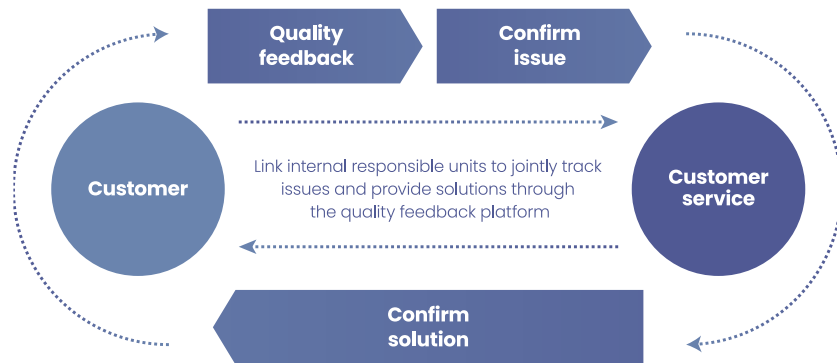 Quality
feedback
Confirm
issue
Customer
Link internal responsible units to jointly track
issues and provide solutions through
the quality feedback platform
Customer
service
Confirm
solution